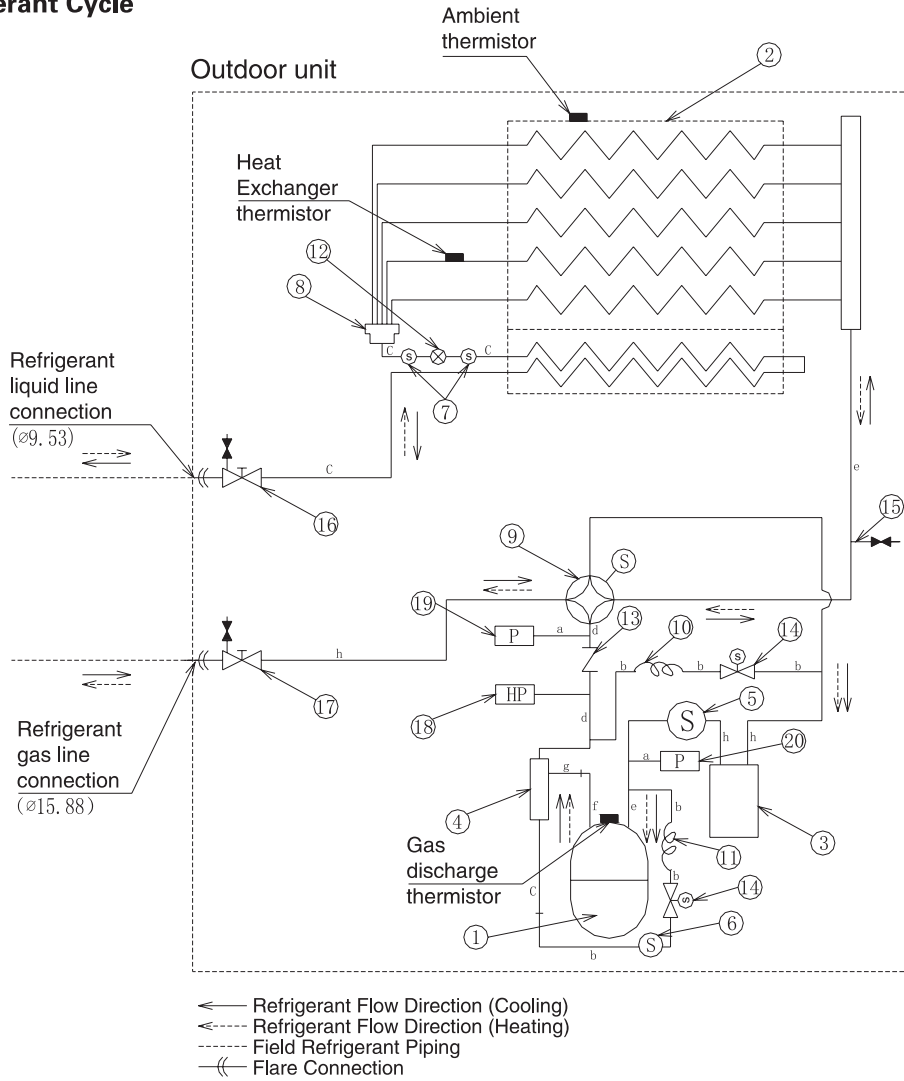 erant Cycle
Ambient
thermistor
2
Outdoor unit
Heat
Exchanger
thermistor
12
8
C
S
S
C
7
Refrigerant
liquid line
connection
(ø9.53)
C
16
e
15
9
S
19
P
a
d
13
10
14
S
b
b
b
h
17
18
HP
d
5
S
h
h
20
a
P
Refrigerant
gas line
connection
(ø15.88)
g
4
f
e
b
3
Gas
discharge
thermistor
11
C
b
14
S
1
6
S
b
Refrigerant Flow Direction (Cooling)
Refrigerant Flow Direction (Heating)
Field Refrigerant Piping
Flare Connection